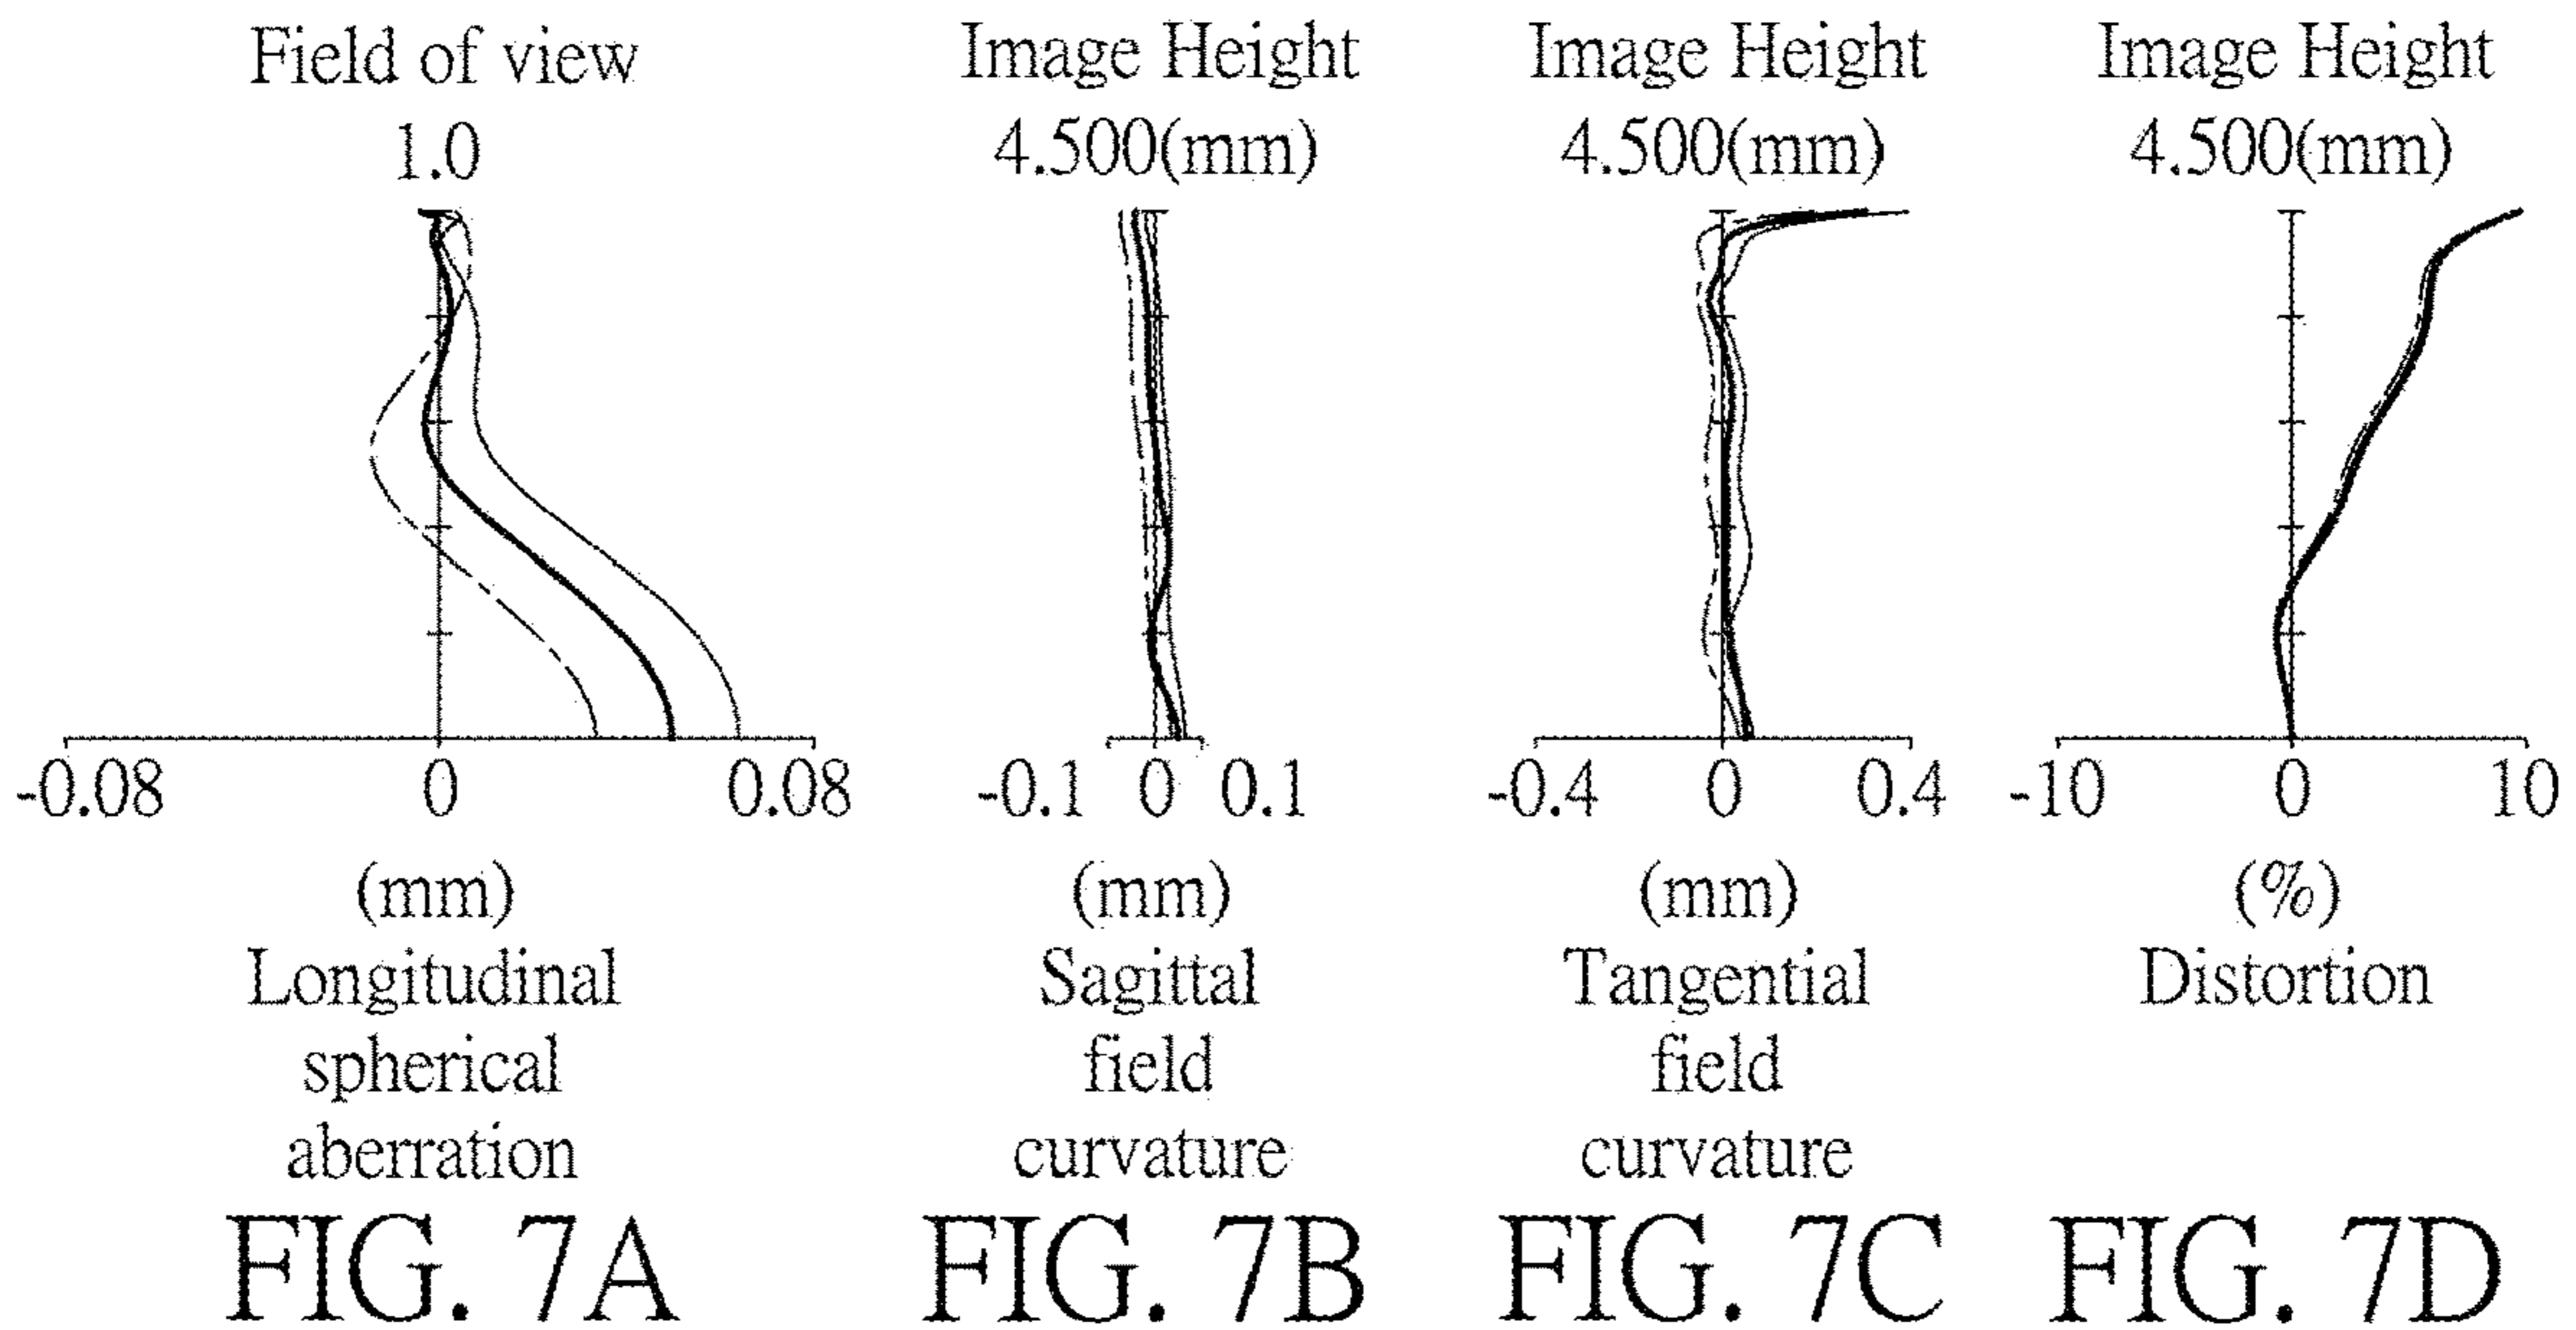 Field of view
1.0
-0.08 0 0.08
(mm)
Longitudinal
spherical
aberration
FIG. 7A
Image Height
4.500(mm)
-0.1 0 0.1
(mm)
Sagittal
field
curvature
FIG. 7B
Image Height
4.500(mm)
-0.4 0 0.4
(mm)
Tangential
field
curvature
FIG. 7C
Image Height
4.500(mm)
-10 0 10
(%)
Distortion
FIG. 7D